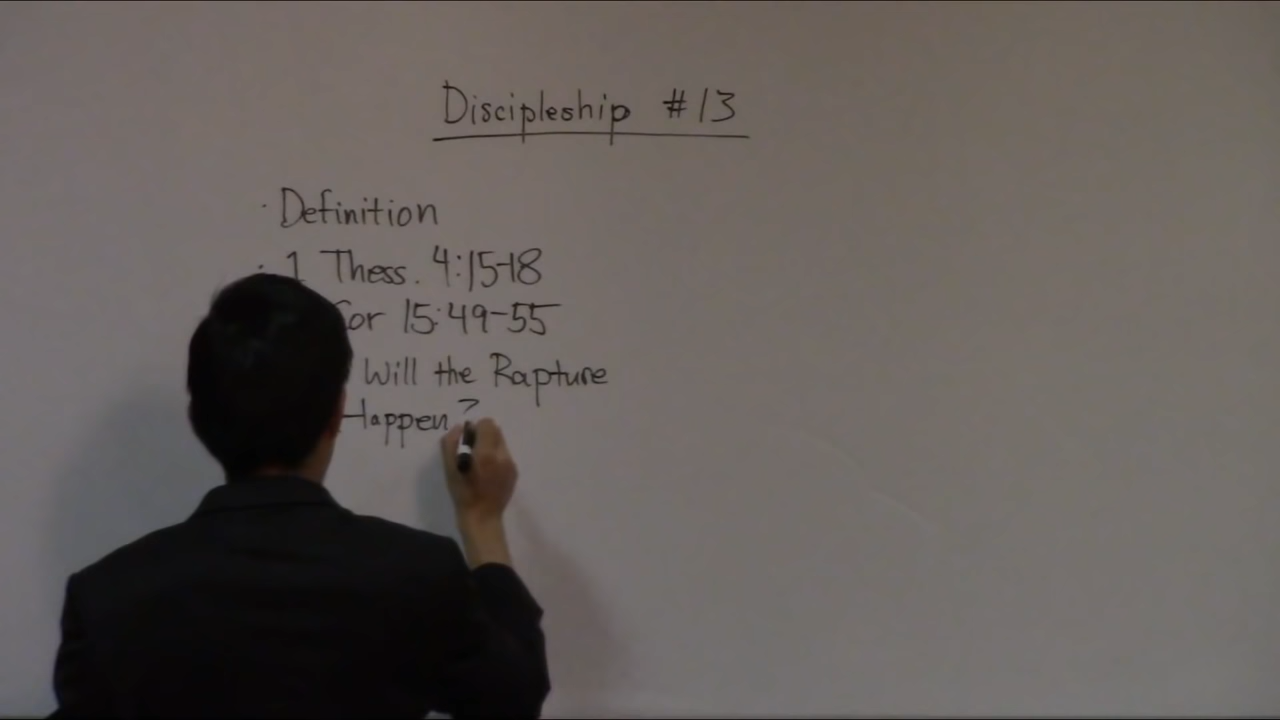 Discipleship #13
· Definition
· 1 Thess. 4:15-18
Cor 15:49-55
Will the Rapture
Happen?